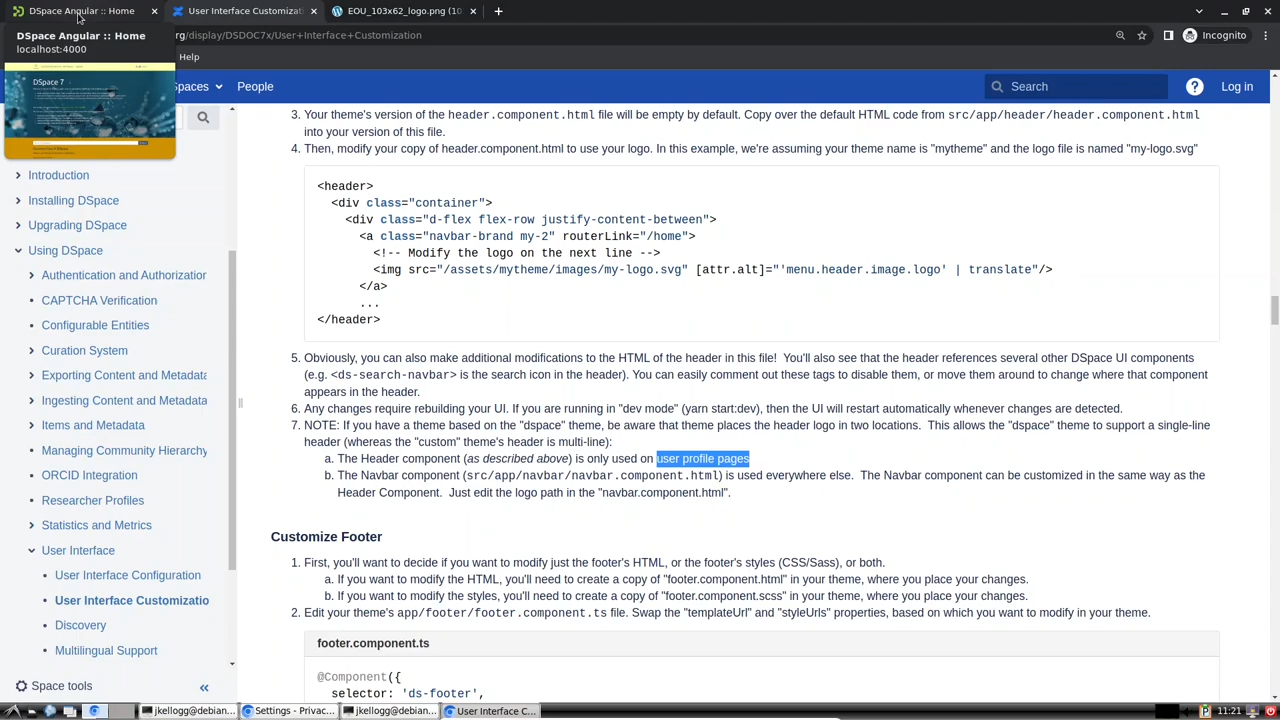 DSpace Angular :: Home
User Interface Customizati
EOU_103x62_logo.png (10
DSpace Angular :: Home
localhost:4000
rg/display/DSDOC7x/User+Interface+Customization
Incognito
Help
DSpace 7
Spaces
People
Search
Log in
Introduction
Installing DSpace
Upgrading DSpace
Using DSpace
Authentication and Authorization
CAPTCHA Verification
Configurable Entities
Curation System
Exporting Content and Metadata
Ingesting Content and Metadata
Items and Metadata
Managing Community Hierarchy
ORCID Integration
Researcher Profiles
Statistics and Metrics
User Interface
User Interface Configuration
User Interface Customizatio
Discovery
Multilingual Support
Space tools
3. Your theme's version of the header.component.html file will be empty by default. Copy over the default HTML code from src/app/header/header.component.html
into your version of this file.
4. Then, modify your copy of header.component.html to use your logo. In this example, we're assuming your theme name is "mytheme" and the logo file is named "my-logo.svg"
<header>
<div class="container">
<div class="d-flex flex-row justify-content-between">
<a class="navbar-brand my-2" routerLink="/home">
<!-- Modify the logo on the next line -->
<img src="/assets/mytheme/images/my-logo.svg" [attr.alt]="'menu.header.image.logo' | translate"/>
</a>
...
</header>
5. Obviously, you can also make additional modifications to the HTML of the header in this file! You'll also see that the header references several other DSpace UI components
(e.g. <ds-search-navbar> is the search icon in the header). You can easily comment out these tags to disable them, or move them around to change where that component
appears in the header.
6. Any changes require rebuilding your UI. If you are running in "dev mode" (yarn start:dev), then the UI will restart automatically whenever changes are detected.
7. NOTE: If you have a theme based on the "dspace" theme, be aware that theme places the header logo in two locations. This allows the "dspace" theme to support a single-line
header (whereas the "custom" theme's header is multi-line):
a. The Header component (as described above) is only used on user profile pages
b. The Navbar component (src/app/navbar/navbar.component.html) is used everywhere else. The Navbar component can be customized in the same way as the
Header Component. Just edit the logo path in the "navbar.component.html".
Customize Footer
1. First, you'll want to decide if you want to modify just the footer's HTML, or the footer's styles (CSS/Sass), or both.
a. If you want to modify the HTML, you'll need to create a copy of "footer.component.html" in your theme, where you place your changes.
b. If you want to modify the styles, you'll need to create a copy of "footer.component.scss" in your theme, where you place your changes.
2. Edit your theme's app/footer/footer.component.ts file. Swap the "templateUrl" and "styleUrls" properties, based on which you want to modify in your theme.
footer.component.ts
@Component({
selector: 'ds-footer',
jkellogg@debian...
Settings - Privac...
jkellogg@debian...
User Interface C...
11:21